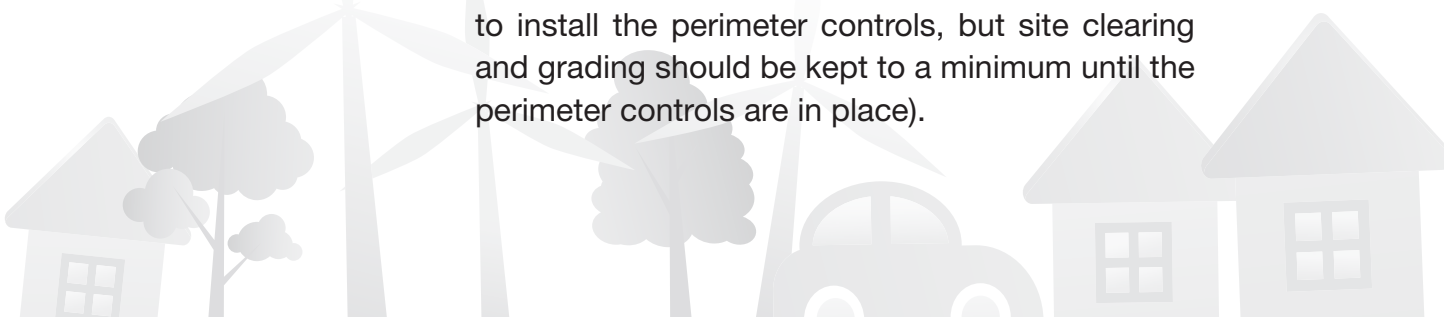 to install the perimeter controls, but site clearing
and grading should be kept to a minimum until the
perimeter controls are in place).